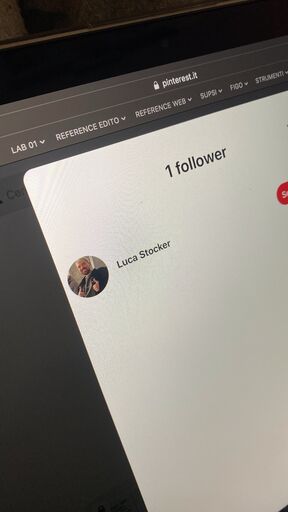 pinterest.it
LAB 01 REFERENCE EDITO REFERENCE WEB SUPSI FIGO STRUMENTI
1 follower
Luca Stocker